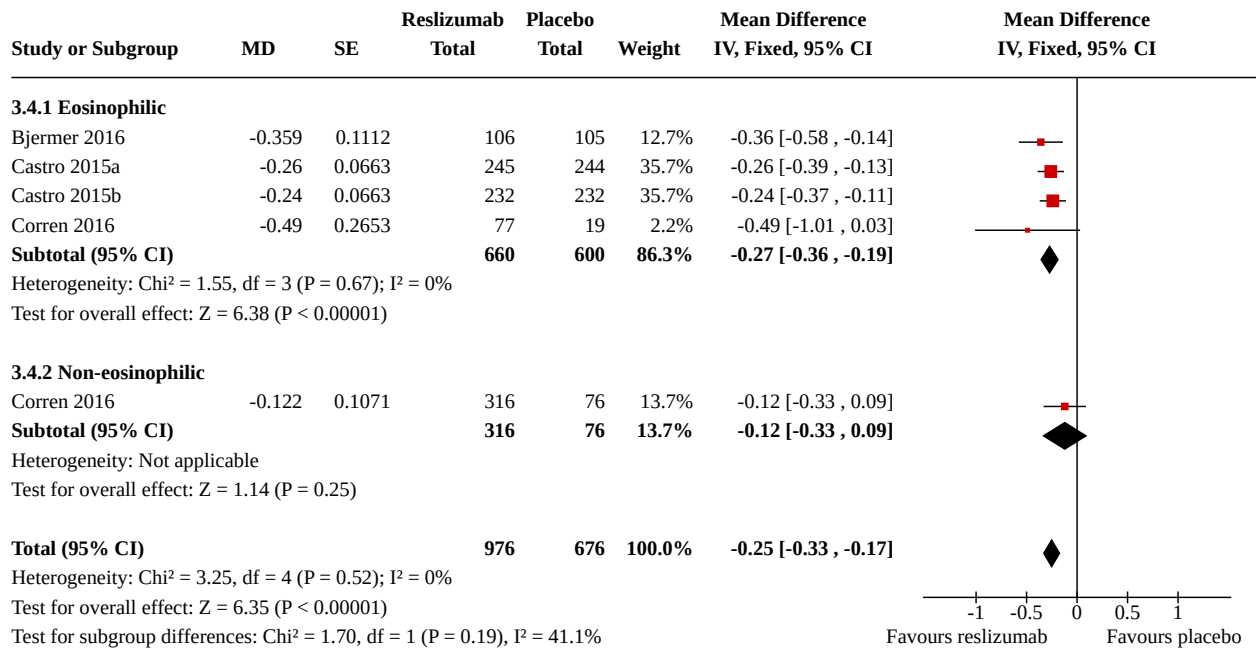 Reslizumab Placebo Mean Difference Mean Difference
Study or Subgroup MD SE Total Total Weight IV, Fixed, 95% CI IV, Fixed, 95% CI
3.4.1 Eosinophilic
Bjermer 2016 -0.359 0.1112 106 105 12.7% -0.36 [-0.58 , -0.14]
Castro 2015a -0.26 0.0663 245 244 35.7% -0.26 [-0.39 , -0.13]
Castro 2015b -0.24 0.0663 232 232 35.7% -0.24 [-0.37 , -0.11]
Corren 2016 -0.49 0.2653 77 19 2.2% -0.49 [-1.01 , 0.03]
Subtotal (95% CI) 660 600 86.3% -0.27 [-0.36 , -0.19]
Heterogeneity: Chi² = 1.55, df = 3 (P = 0.67); I² = 0%
Test for overall effect: Z = 6.38 (P < 0.00001)
3.4.2 Non-eosinophilic
Corren 2016 -0.122 0.1071 316 76 13.7% -0.12 [-0.33 , 0.09]
Subtotal (95% CI) 316 76 13.7% -0.12 [-0.33 , 0.09]
Heterogeneity: Not applicable
Test for overall effect: Z = 1.14 (P = 0.25)
Total (95% CI) 976 676 100.0% -0.25 [-0.33 , -0.17]
Heterogeneity: Chi² = 3.25, df = 4 (P = 0.52); I² = 0%
Test for overall effect: Z = 6.35 (P < 0.00001)
-1 -0.5 0 0.5 1
Test for subgroup differences: Chi² = 1.70, df = 1 (P = 0.19), I² = 41.1% Favours reslizumab Favours placebo